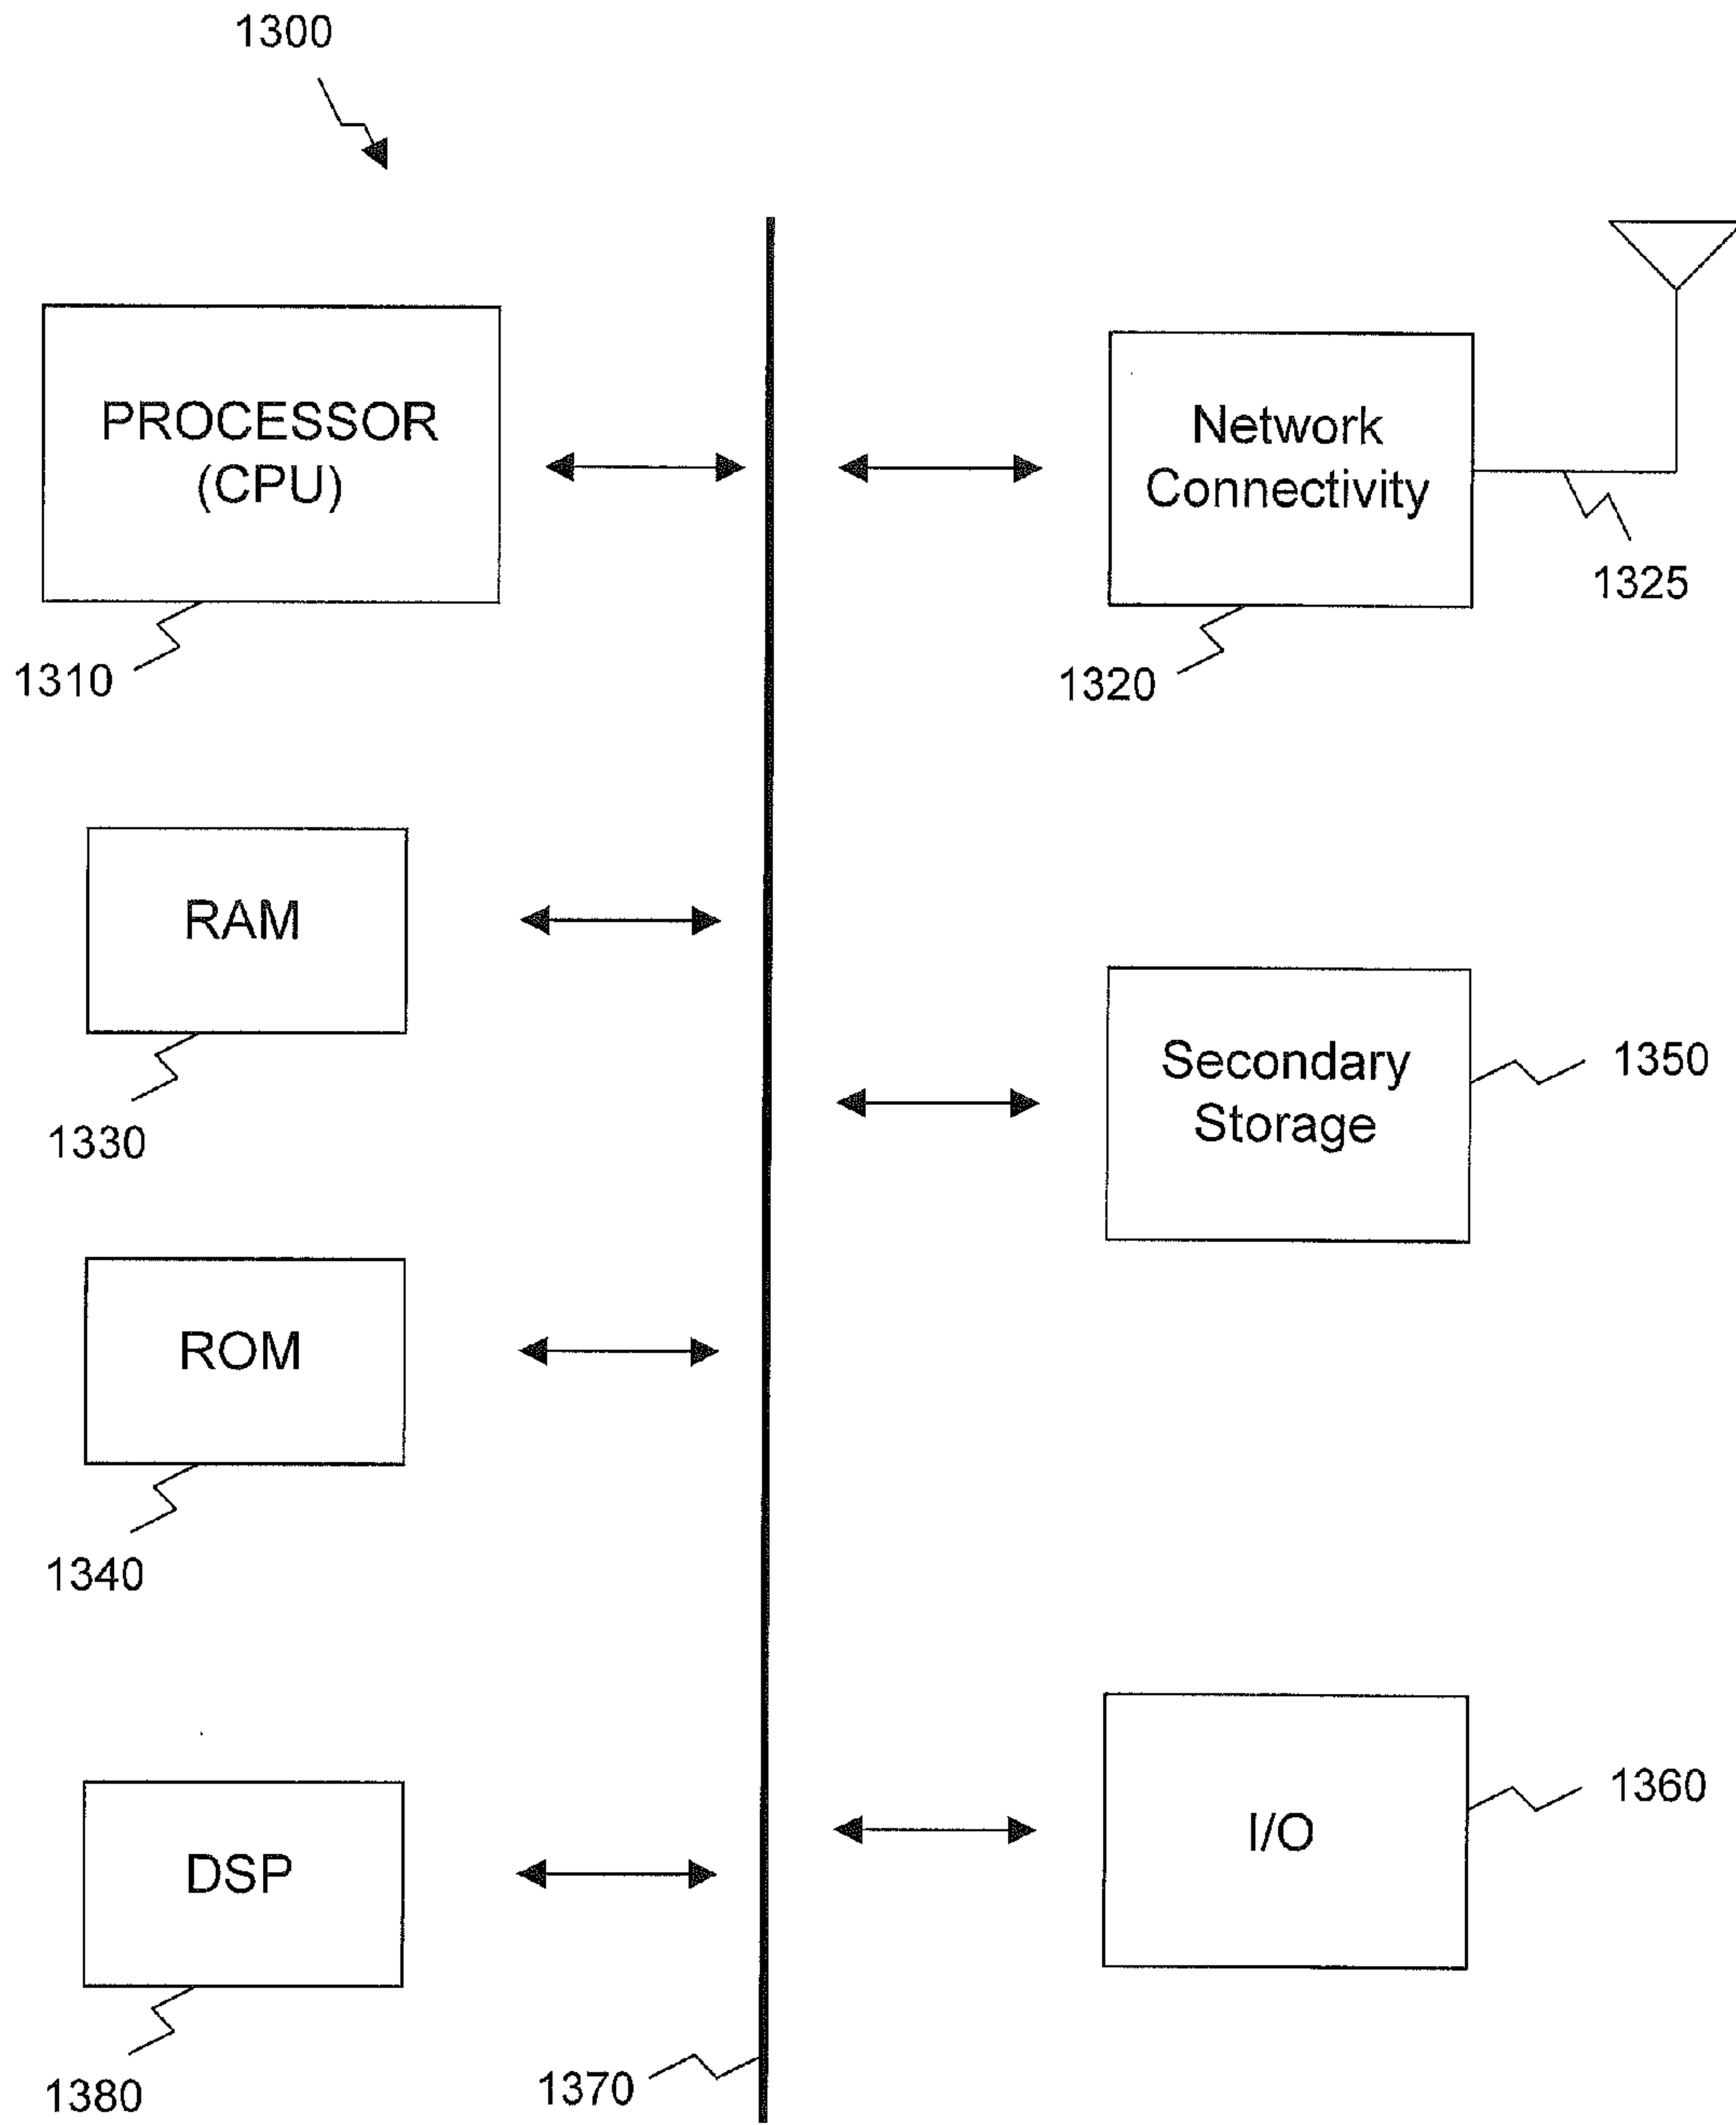 1300
PROCESSOR
(CPU)
1310
Network
Connectivity
1325
1320
RAM
1330
Secondary
Storage
1350
ROM
1340
I/O
1360
DSP
1380
1370